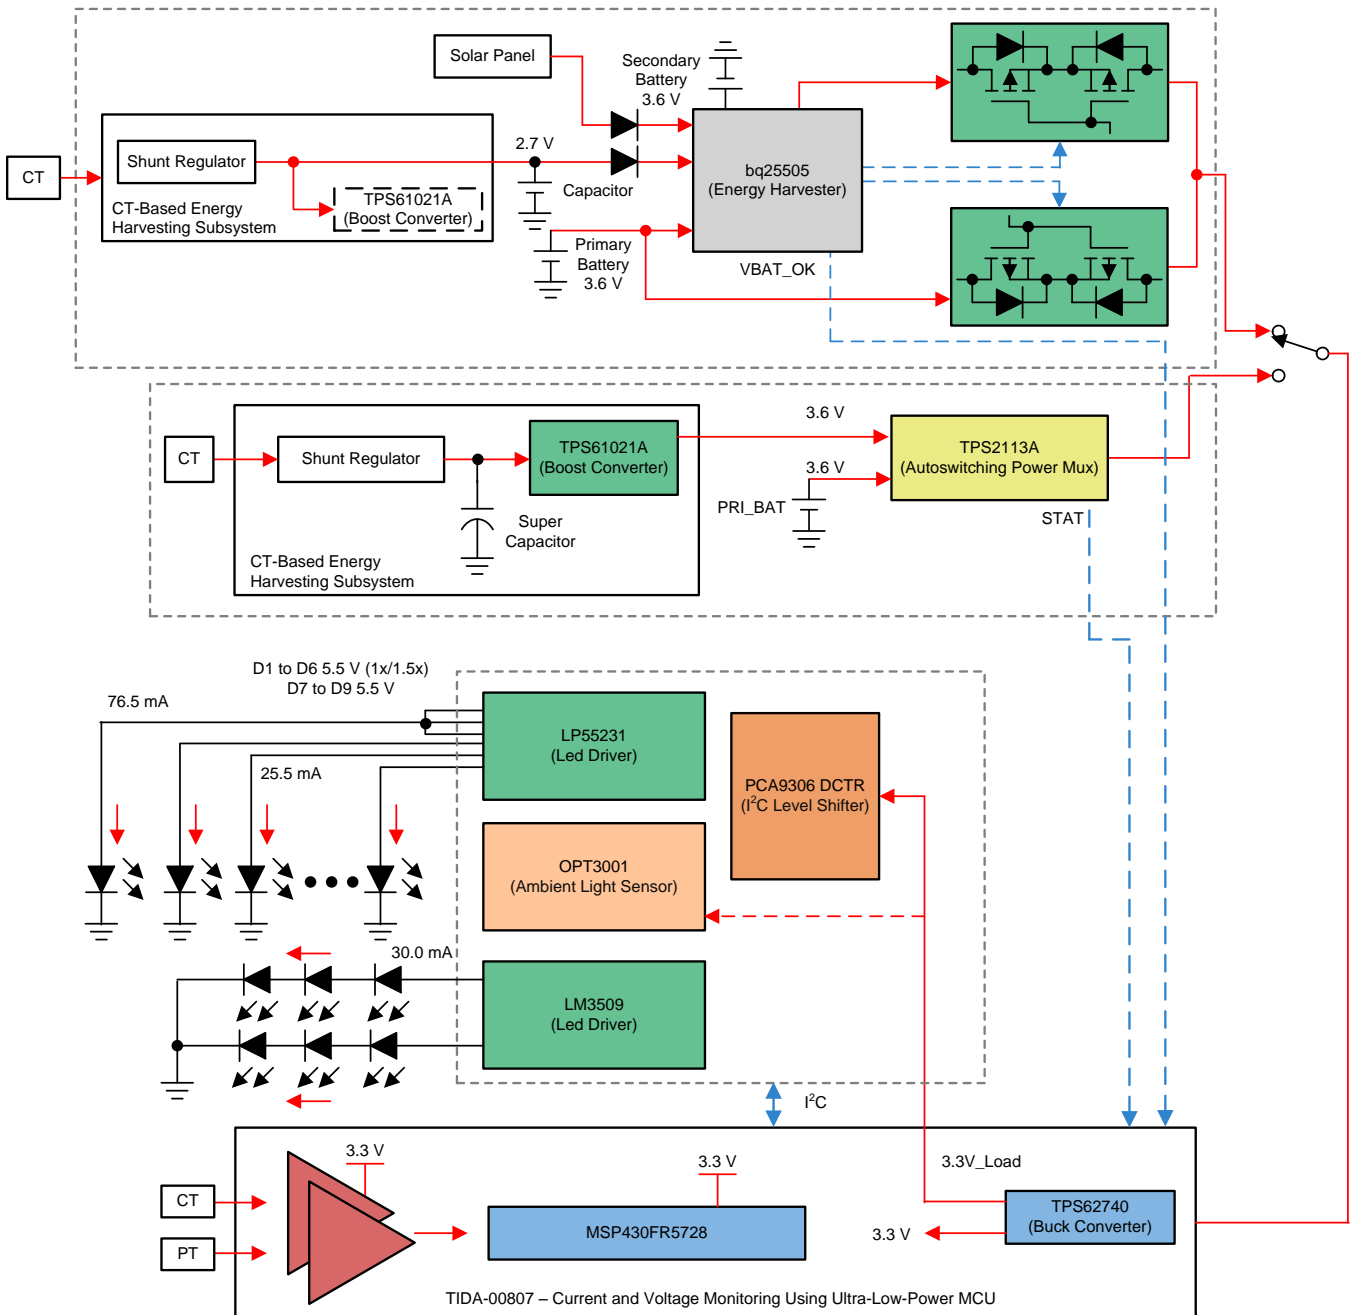 Solar Panel
Secondary
Battery
3.6 V
CT
Shunt Regulator
2.7 V
TPS61021A
(Boost Converter)
Capacitor
CT-Based Energy
Harvesting Subsystem
bq25505
(Energy Harvester)
Primary
Battery
3.6 V
VBAT_OK
CT
Shunt Regulator
TPS61021A
(Boost Converter)
Super
Capacitor
CT-Based Energy
Harvesting Subsystem
3.6 V
3.6 V
PRI_BAT
TPS2113A
(Autoswitching Power Mux)
STAT
D1 to D6 5.5 V (1x/1.5x)
D7 to D9 5.5 V
76.5 mA
25.5 mA
LP55231
(Led Driver)
PCA9306 DCTR
(I²C Level Shifter)
OPT3001
(Ambient Light Sensor)
30.0 mA
LM3509
(Led Driver)
I²C
CT
PT
3.3 V
3.3 V
MSP430FR5728
3.3V_Load
3.3 V
TPS62740
(Buck Converter)
TIDA-00807 – Current and Voltage Monitoring Using Ultra-Low-Power MCU